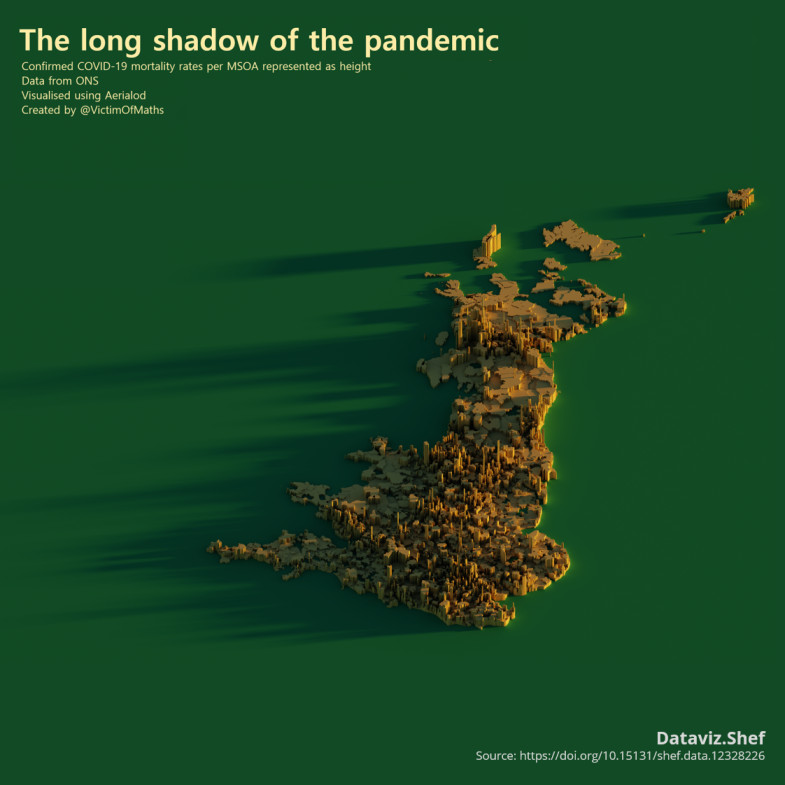 The long shadow of the pandemic
Confirmed COVID-19 mortality rates per MSOA represented as height
Data from ONS
Visualised using Aerialod
Created by @VictimOfMaths
Dataviz.Shef
Source: https://doi.org/10.15131/shef.data.12328226